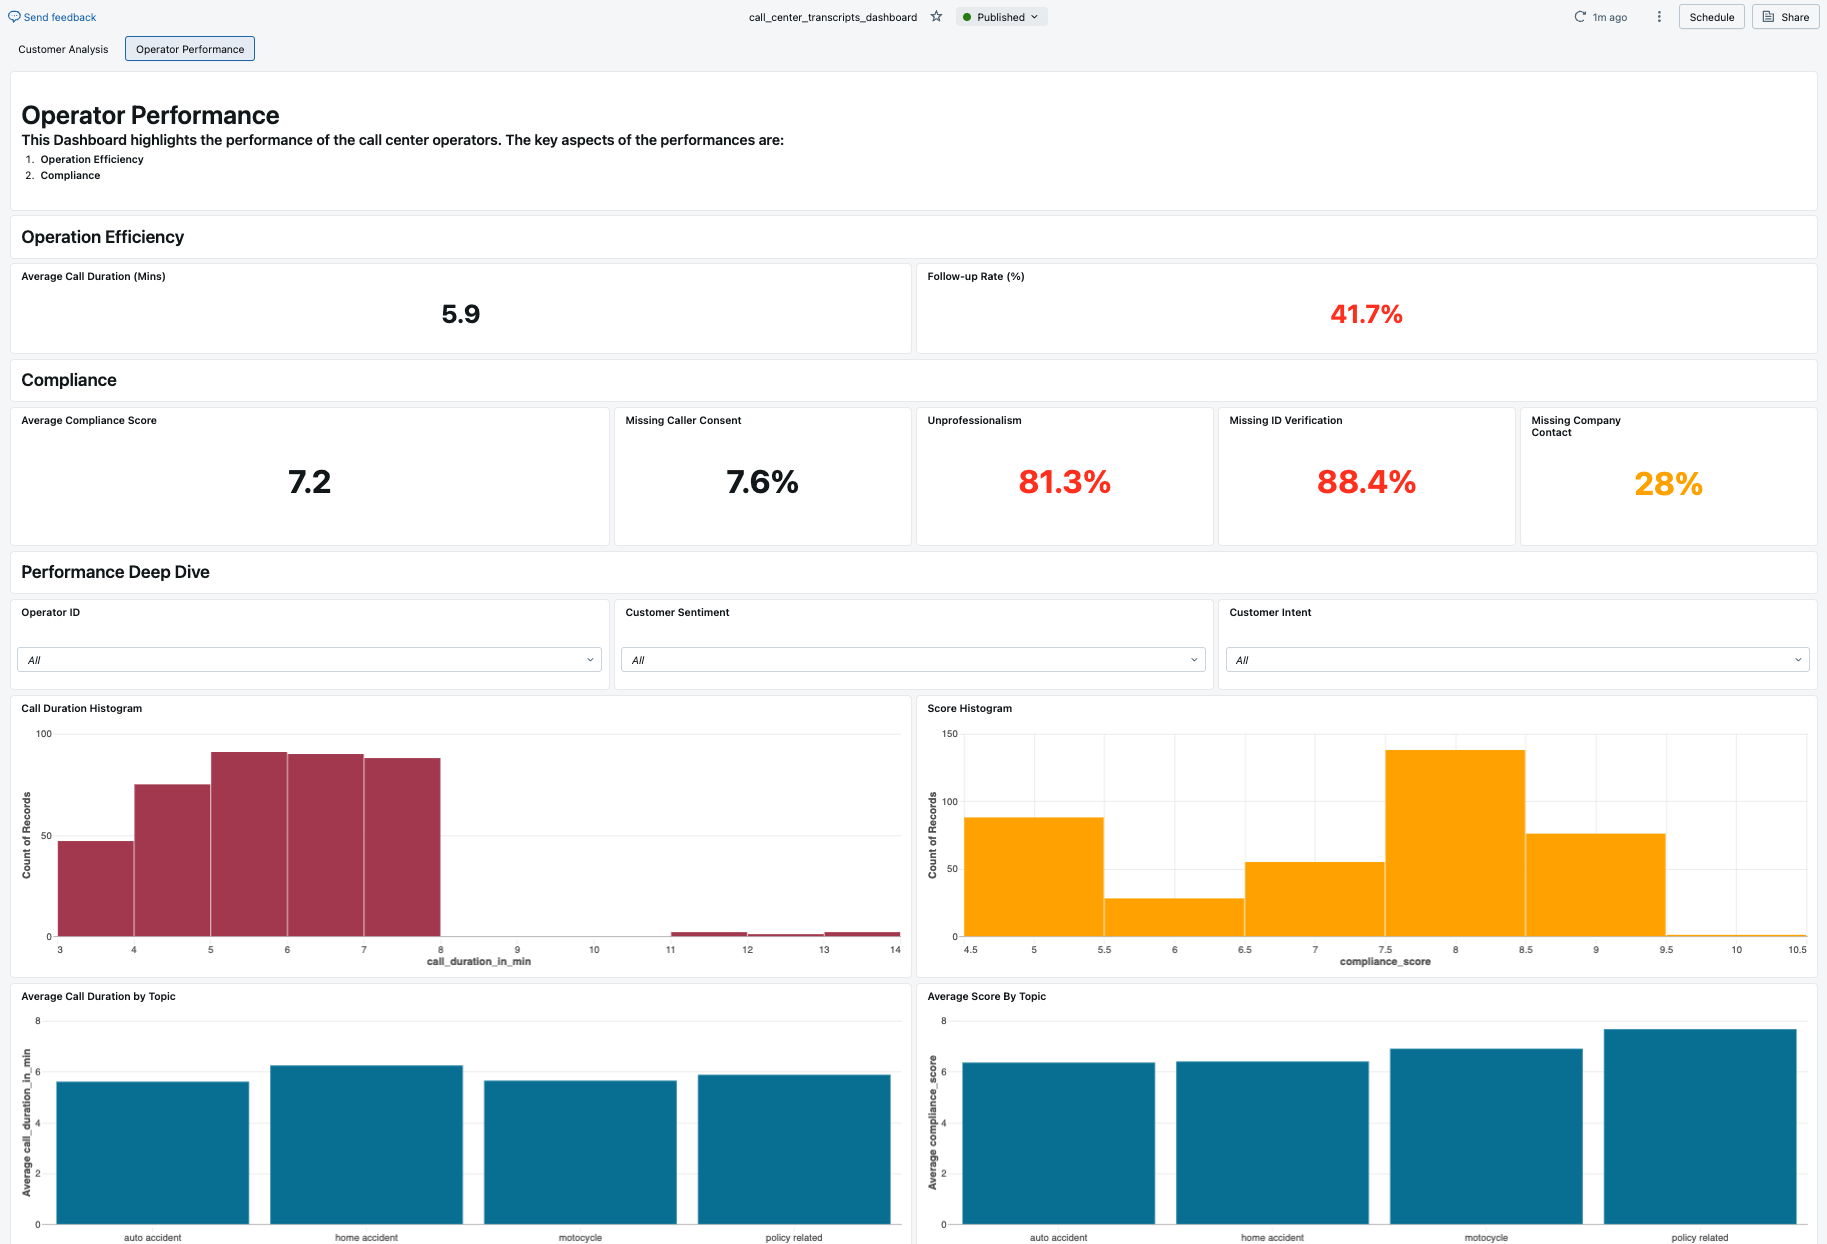 Send feedback
call_center_transcripts_dashboard
Published
1m ago
Schedule
Share
Customer Analysis
Operator Performance
Operator Performance
This Dashboard highlights the performance of the call center operators. The key aspects of the performances are:
1. Operation Efficiency
2. Compliance
Operation Efficiency
Average Call Duration (Mins)
5.9
Follow-up Rate (%)
41.7%
Compliance
Average Compliance Score
7.2
Missing Caller Consent
7.6%
Unprofessionalism
81.3%
Missing ID Verification
88.4%
Missing Company
Contact
28%
Performance Deep Dive
Operator ID
All
Customer Sentiment
All
Customer Intent
All
Call Duration Histogram
Count of Records
100
50
0
3 4 5 6 7 8 9 10 11 12 13 14
call_duration_in_min
Score Histogram
Count of Records
150
100
50
0
4.5 5 5.5 6 6.5 7 7.5 8 8.5 9 9.5 10 10.5
compliance_score
Average Call Duration by Topic
Average call_duration_in_min
8
6
4
2
0
auto accident home accident motocycle policy related
Average Score By Topic
Average compliance_score
8
6
4
2
0
auto accident home accident motocycle policy related